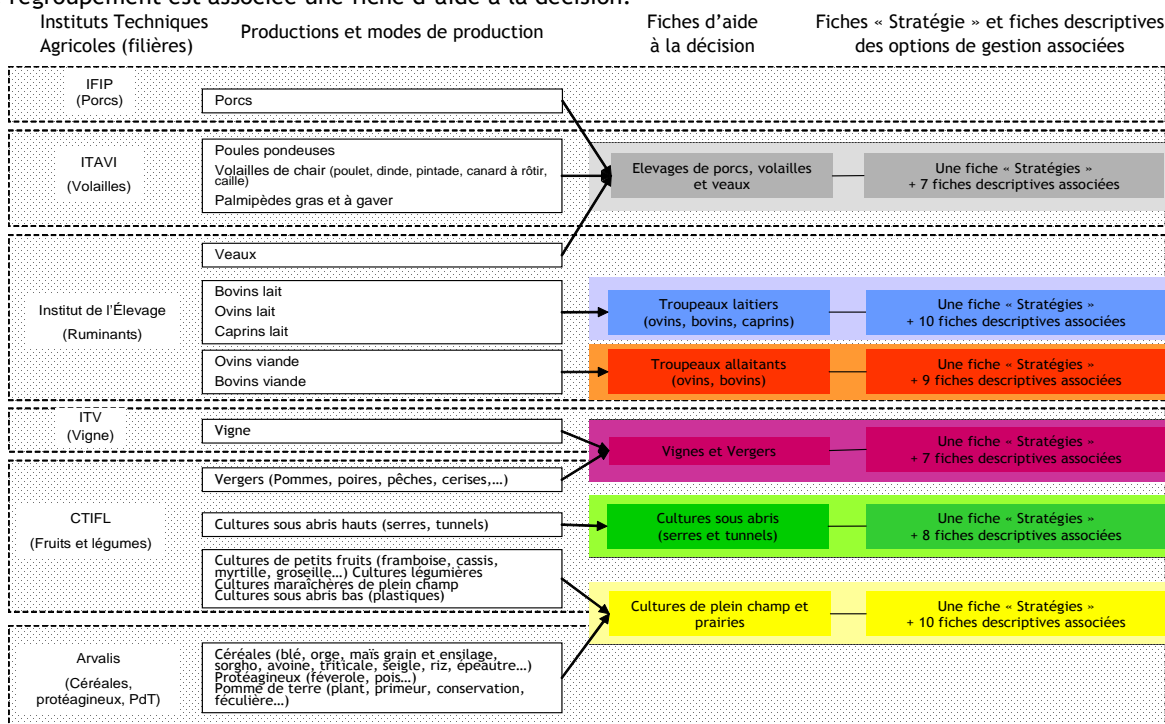 regroupement est associée une fiche d'aide à la décision.
Instituts Techniques
Agricoles (filières)
Productions et modes de production
Fiches d'aide
à la décision
Fiches « Stratégie » et fiches descriptives
des options de gestion associées
IFIP
(Porcs)
Porcs
ITAVI
(Volailles)
Poules pondeuses
Volailles de chair (poulet, dinde, pintade, canard à rôtir,
caille)
Palmipèdes gras et à gaver
Elevages de porcs, volailles
et veaux
Une fiche « Stratégies »
+ 7 fiches descriptives associées
Veaux
Institut de l'Élevage
(Ruminants)
Bovins lait
Ovins lait
Caprins lait
Troupeaux laitiers
(ovins, bovins, caprins)
Une fiche « Stratégies »
+ 10 fiches descriptives associées
Ovins viande
Bovins viande
Troupeaux allaitants
(ovins, bovins)
Une fiche « Stratégies »
+ 9 fiches descriptives associées
ITV
(Vigne)
Vigne
Vignes et Vergers
Une fiche « Stratégies »
+ 7 fiches descriptives associées
Vergers (Pommes, poires, pêches, cerises,…)
CTIFL
(Fruits et légumes)
Cultures sous abris hauts (serres, tunnels)
Cultures sous abris
(serres et tunnels)
Une fiche « Stratégies »
+ 8 fiches descriptives associées
Cultures de petits fruits (framboise, cassis,
myrtille, groseille…) Cultures légumières
Cultures maraîchères de plein champ
Cultures sous abris bas (plastiques)
Cultures de plein champ et
prairies
Une fiche « Stratégies »
+ 10 fiches descriptives associées
Arvalis
(Céréales,
protéagineux, PdT)
Céréales (blé, orge, maïs grain et ensilage,
sorgho, avoine, triticale, seigle, riz, épeautre…)
Protéagineux (féverole, pois…)
Pomme de terre (plant, primeur, conservation,
féculière…)